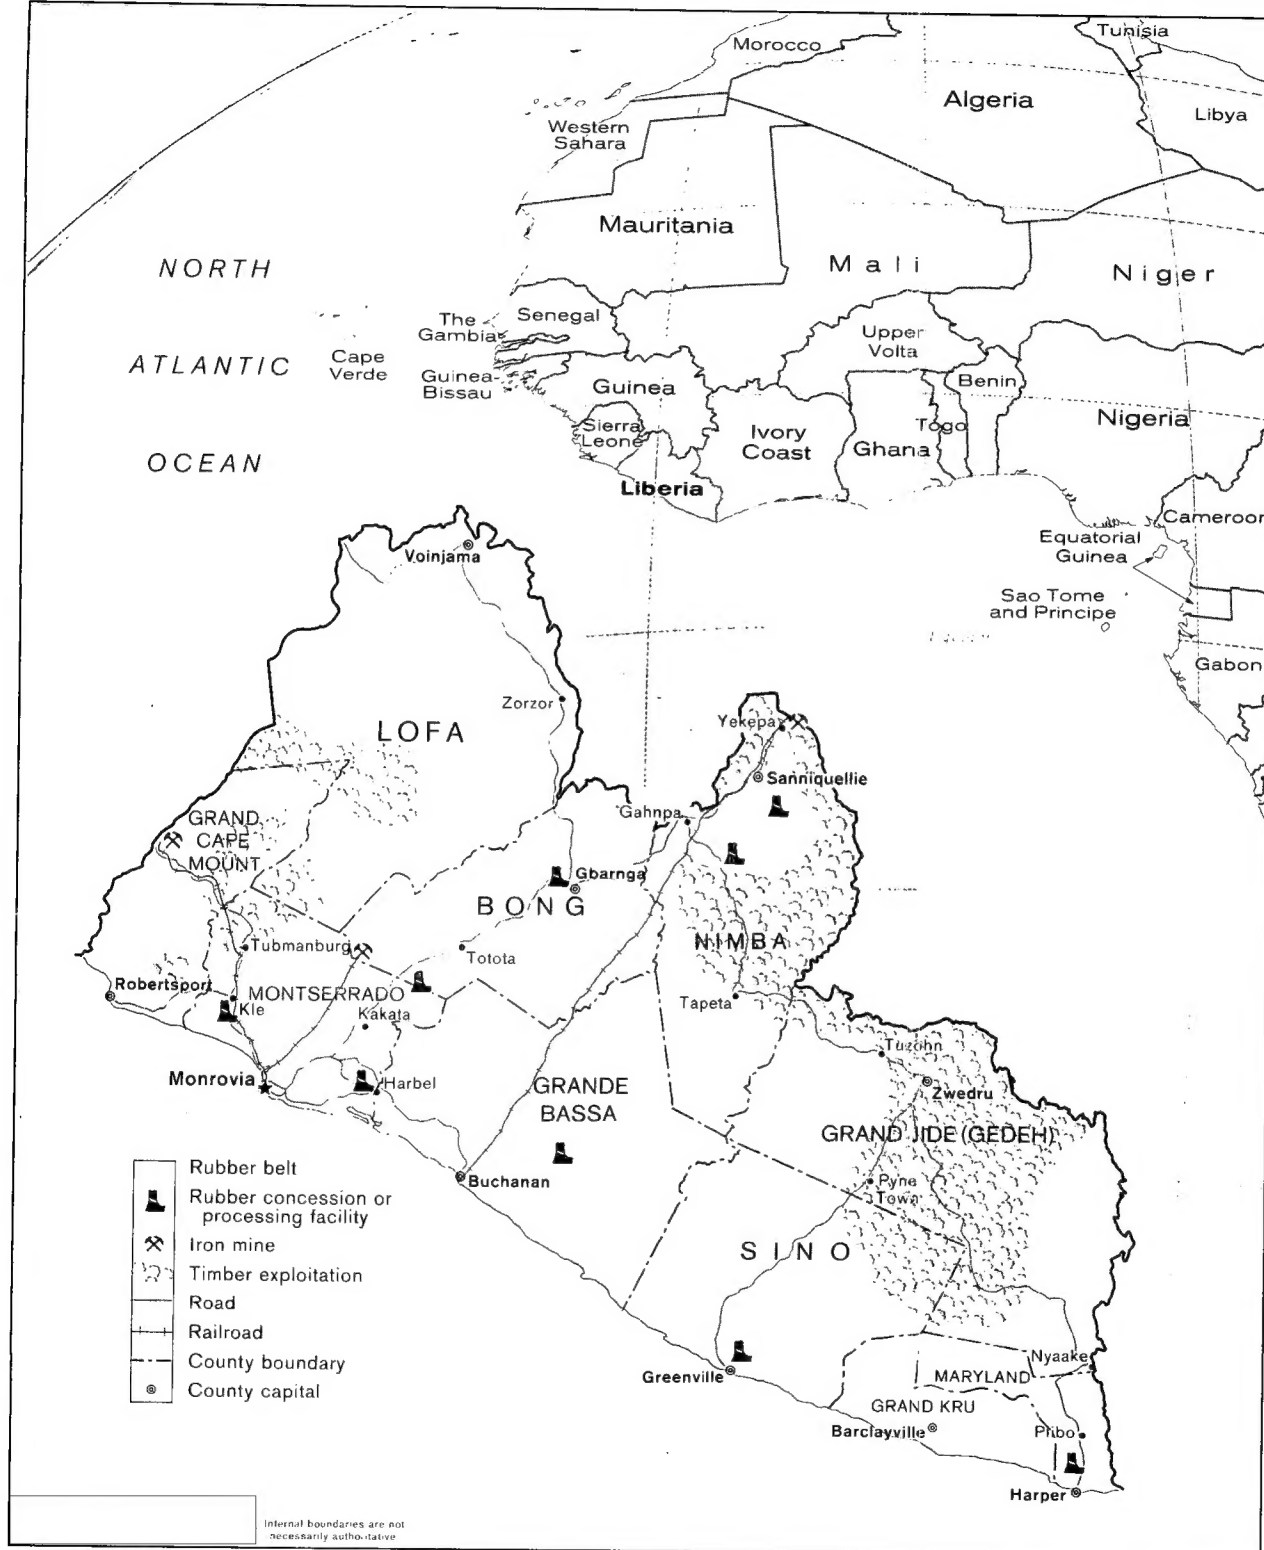 Morocco
Tunisia
Algeria
Libya
Western
Sahara
Mauritania
Mali
Niger
NORTH
ATLANTIC
OCEAN
The
Gambia
Senegal
Cape
Verde
Guinea-
Bissau
Guinea
Upper
Volta
Benin
Sierra
Leone
Ivory
Coast
Togo
Ghana
Nigeria
Liberia
Cameroon
Equatorial
Guinea
Sao Tome
and Principe
Gabon
Voinjama
Zorzor
LOFA
Yekepa
Sanniquellie
Gahnpa
GRAND
CAPE
MOUNT
Gbarnga
BONG
NIMBA
Tubmanburg
Totota
Robertsport
MONTSERRADO
Kle
Kakata
Tapeta
Tuzohn
Monrovia
Harbel
GRANDE
BASSA
Zwedru
GRAND JIDE (GEDEH)
Buchanan
Pyne
Town
SINO
Greenville
Nyaake
MARYLAND
GRAND KRU
Barclayville
Plibo
Harper
Rubber belt
Rubber concession or
processing facility
Iron mine
Timber exploitation
Road
Railroad
County boundary
County capital
Internal boundaries are not
necessarily authoritative